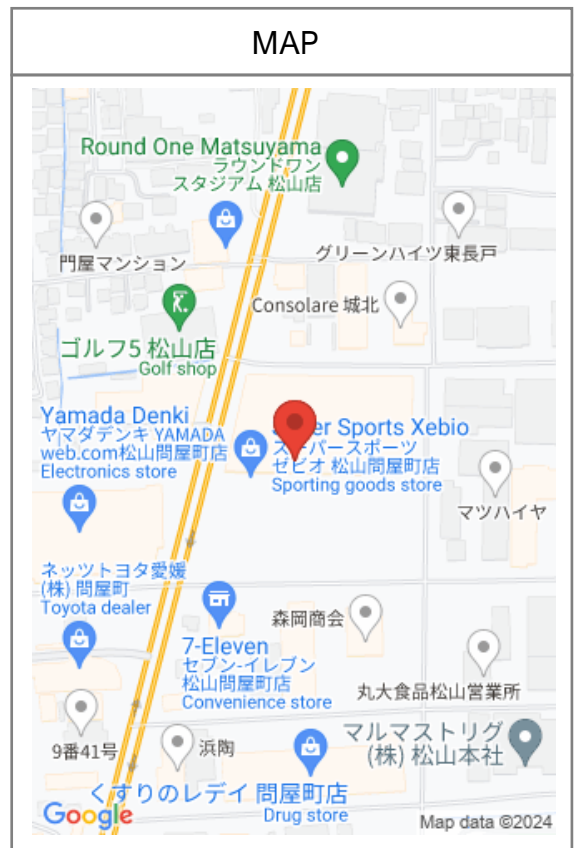 MAP
Round One Matsuyama
ラウンドワン
スタジアム 松山店
門屋マンション
グリーンハイツ東長戸
Consolare 城北
ゴルフ5 松山店
Golf shop
Yamada Denki
ヤマダデンキ YAMADA
web.com松山問屋町店
Electronics store
er Sports Xebio
スーパースポーツ
ゼビオ 松山問屋町店
Sporting goods store
マツハイヤ
ネッツトヨタ愛媛
(株) 問屋町
Toyota dealer
7-Eleven
セブン-イレブン
松山問屋町店
Convenience store
森岡商会
丸大食品松山営業所
9番41号
浜陶
マルマストリグ
(株) 松山本社
くすりのレデイ 問屋町店
Drug store
Google
Map data ©2024